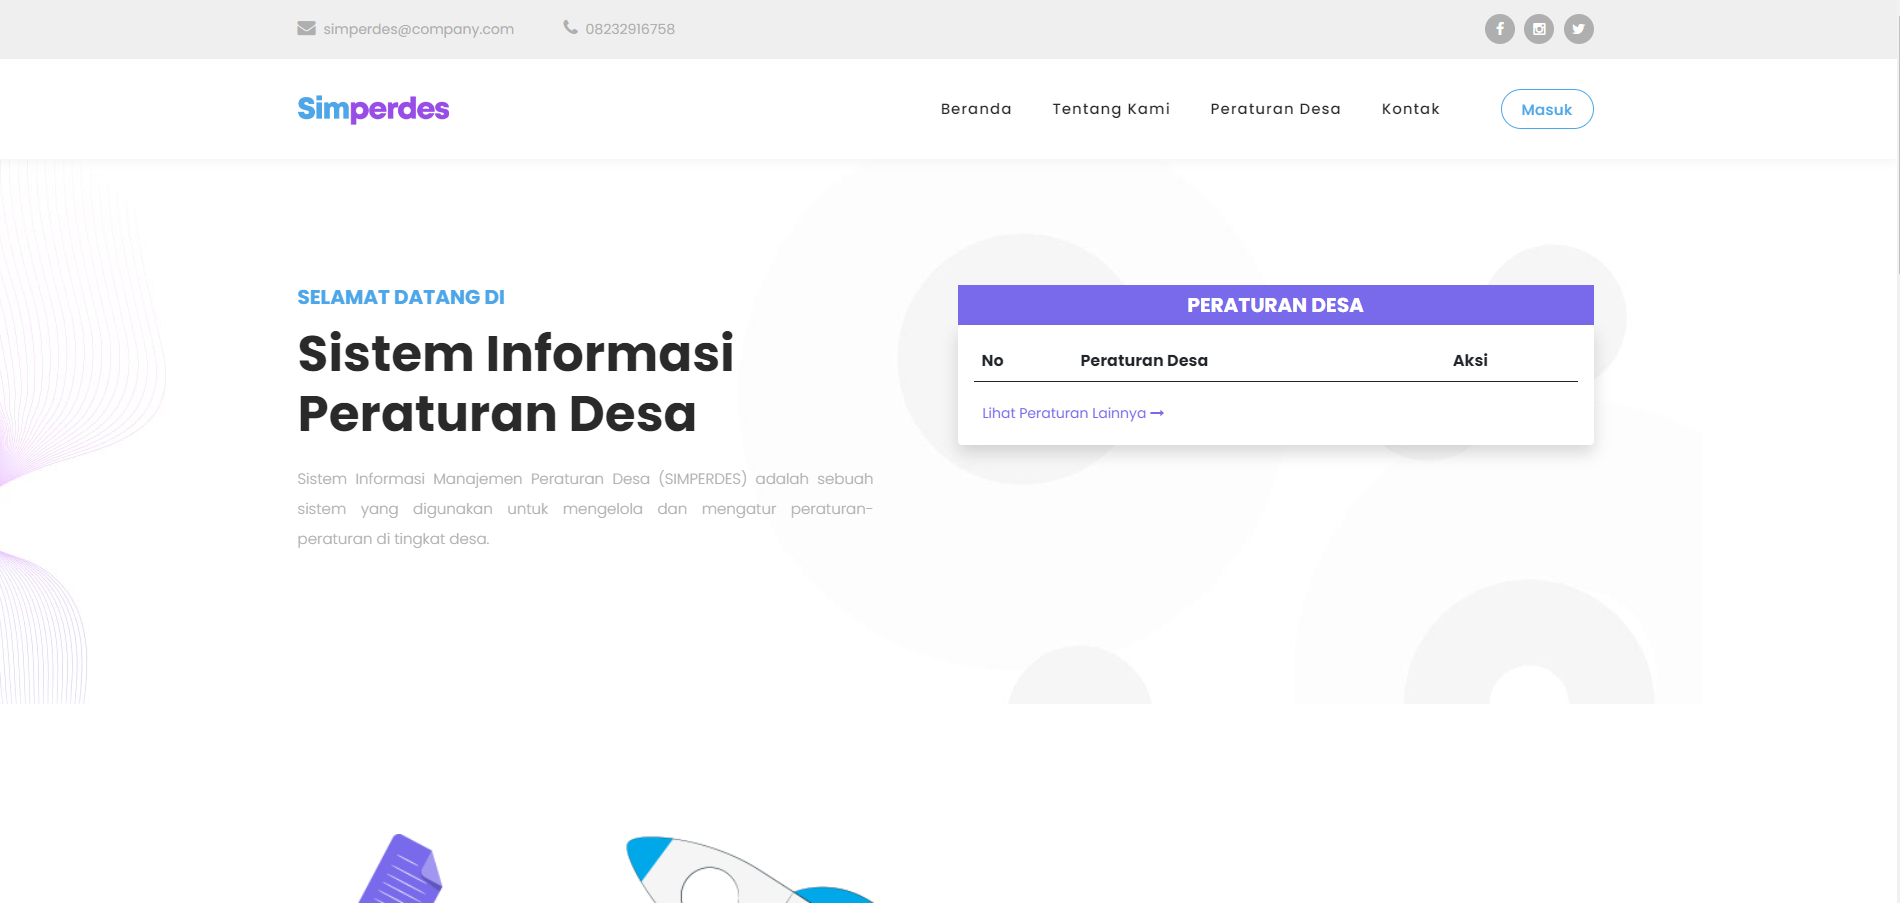 simperdes@company.com 08232916758
Simperdes Beranda Tentang Kami Peraturan Desa Kontak Masuk
SELAMAT DATANG DI
Sistem Informasi
Peraturan Desa
Sistem Informasi Manajemen Peraturan Desa (SIMPERDES) adalah sebuah
sistem yang digunakan untuk mengelola dan mengatur peraturan-
peraturan di tingkat desa.
PERATURAN DESA
No Peraturan Desa Aksi
Lihat Peraturan Lainnya